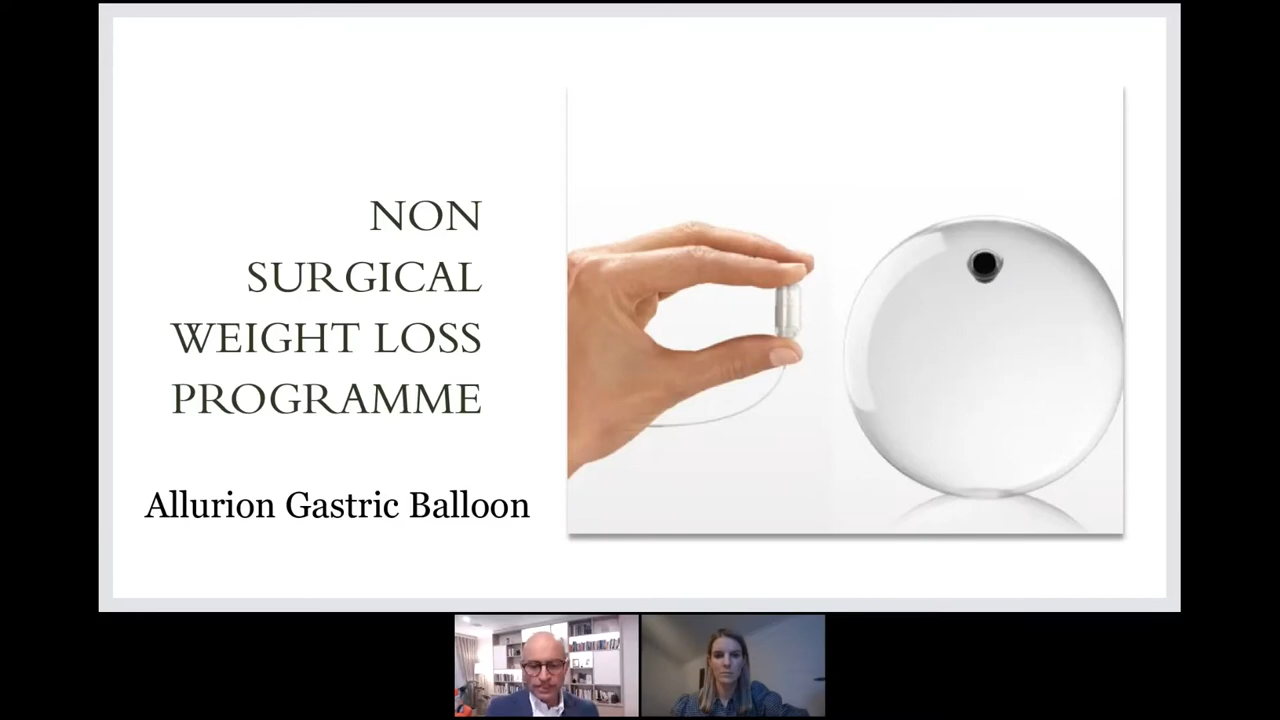 NON
SURGICAL
WEIGHT LOSS
PROGRAMME
Allurion Gastric Balloon